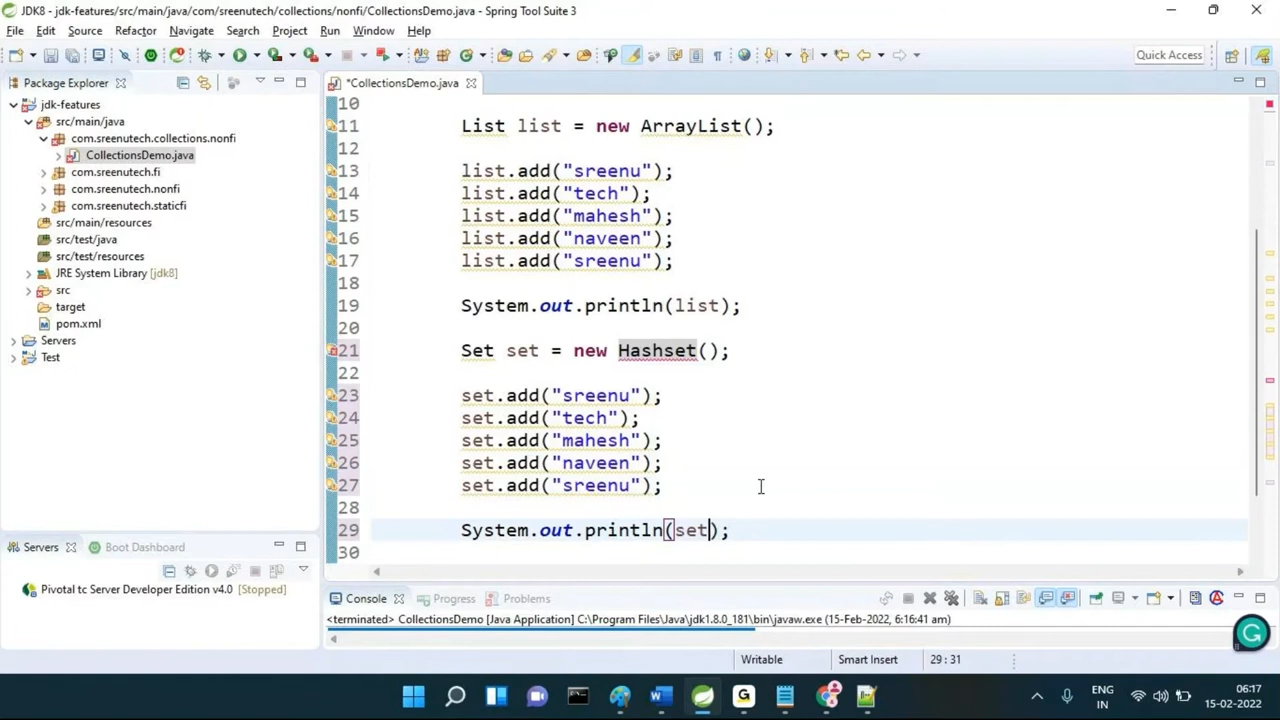 JDK8 - jdk-features/src/main/java/com/sreenutech/collections/nonfi/CollectionsDemo.java - Spring Tool Suite 3
File Edit Source Refactor Navigate Search Project Run Window Help
Quick Access
Package Explorer
*CollectionsDemo.java
jdk-features
src/main/java
com.sreenutech.collections.nonfi
CollectionsDemo.java
com.sreenutech.fi
com.sreenutech.nonfi
com.sreenutech.staticfi
src/main/resources
src/test/java
src/test/resources
JRE System Library [jdk8]
src
target
pom.xml
Servers
Test
10
11 List list = new ArrayList();
12
13 list.add("sreenu");
14 list.add("tech");
15 list.add("mahesh");
16 list.add("naveen");
17 list.add("sreenu");
18
19 System.out.println(list);
20
21 Set set = new Hashset();
22
23 set.add("sreenu");
24 set.add("tech");
25 set.add("mahesh");
26 set.add("naveen");
27 set.add("sreenu");
28
29 System.out.println(set);
30
Servers Boot Dashboard
Pivotal tc Server Developer Edition v4.0 [Stopped]
Console Progress Problems
<terminated> CollectionsDemo [Java Application] C:\Program Files\Java\jdk1.8.0_181\bin\javaw.exe (15-Feb-2022, 6:16:41 am)
Writable Smart Insert 29 : 31
ENG
IN
06:17
15-02-2022